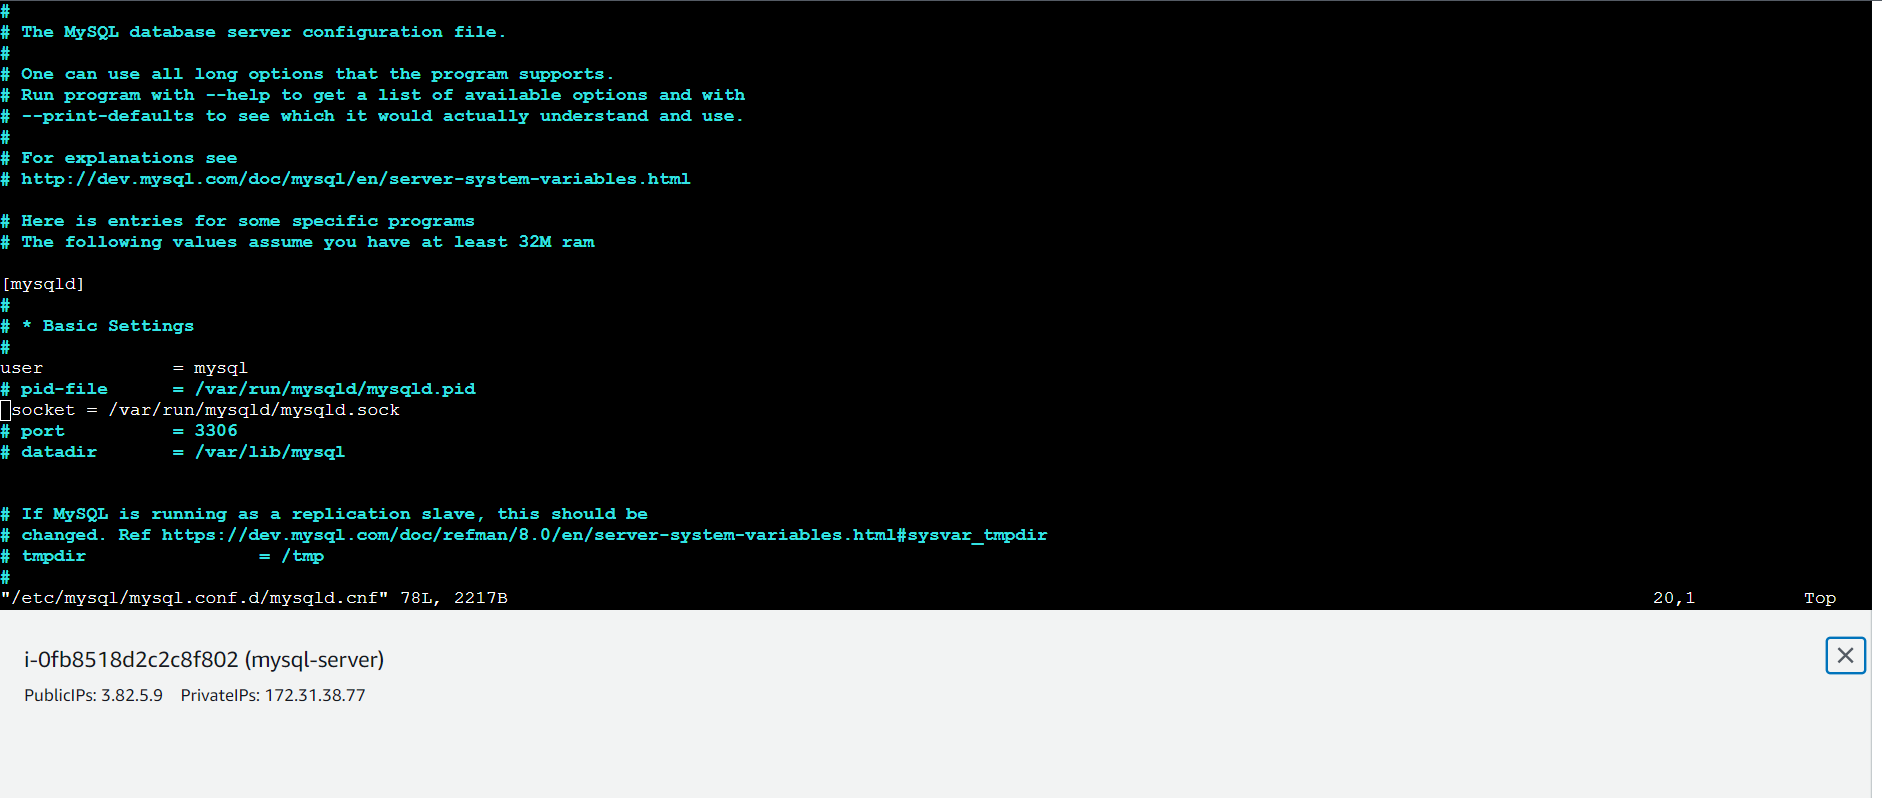 #
# The MySQL database server configuration file.
#
# One can use all long options that the program supports.
# Run program with --help to get a list of available options and with
# --print-defaults to see which it would actually understand and use.
#
# For explanations see
# http://dev.mysql.com/doc/mysql/en/server-system-variables.html

# Here is entries for some specific programs
# The following values assume you have at least 32M ram

[mysqld]
#
# * Basic Settings
#
user            = mysql
# pid-file      = /var/run/mysqld/mysqld.pid
 socket = /var/run/mysqld/mysqld.sock
# port          = 3306
# datadir       = /var/lib/mysql


# If MySQL is running as a replication slave, this should be
# changed. Ref https://dev.mysql.com/doc/refman/8.0/en/server-system-variables.html#sysvar_tmpdir
# tmpdir                = /tmp
#
"/etc/mysql/mysql.conf.d/mysqld.cnf" 78L, 2217B 20,1 Top
i-0fb8518d2c2c8f802 (mysql-server)
PublicIPs: 3.82.5.9 PrivateIPs: 172.31.38.77